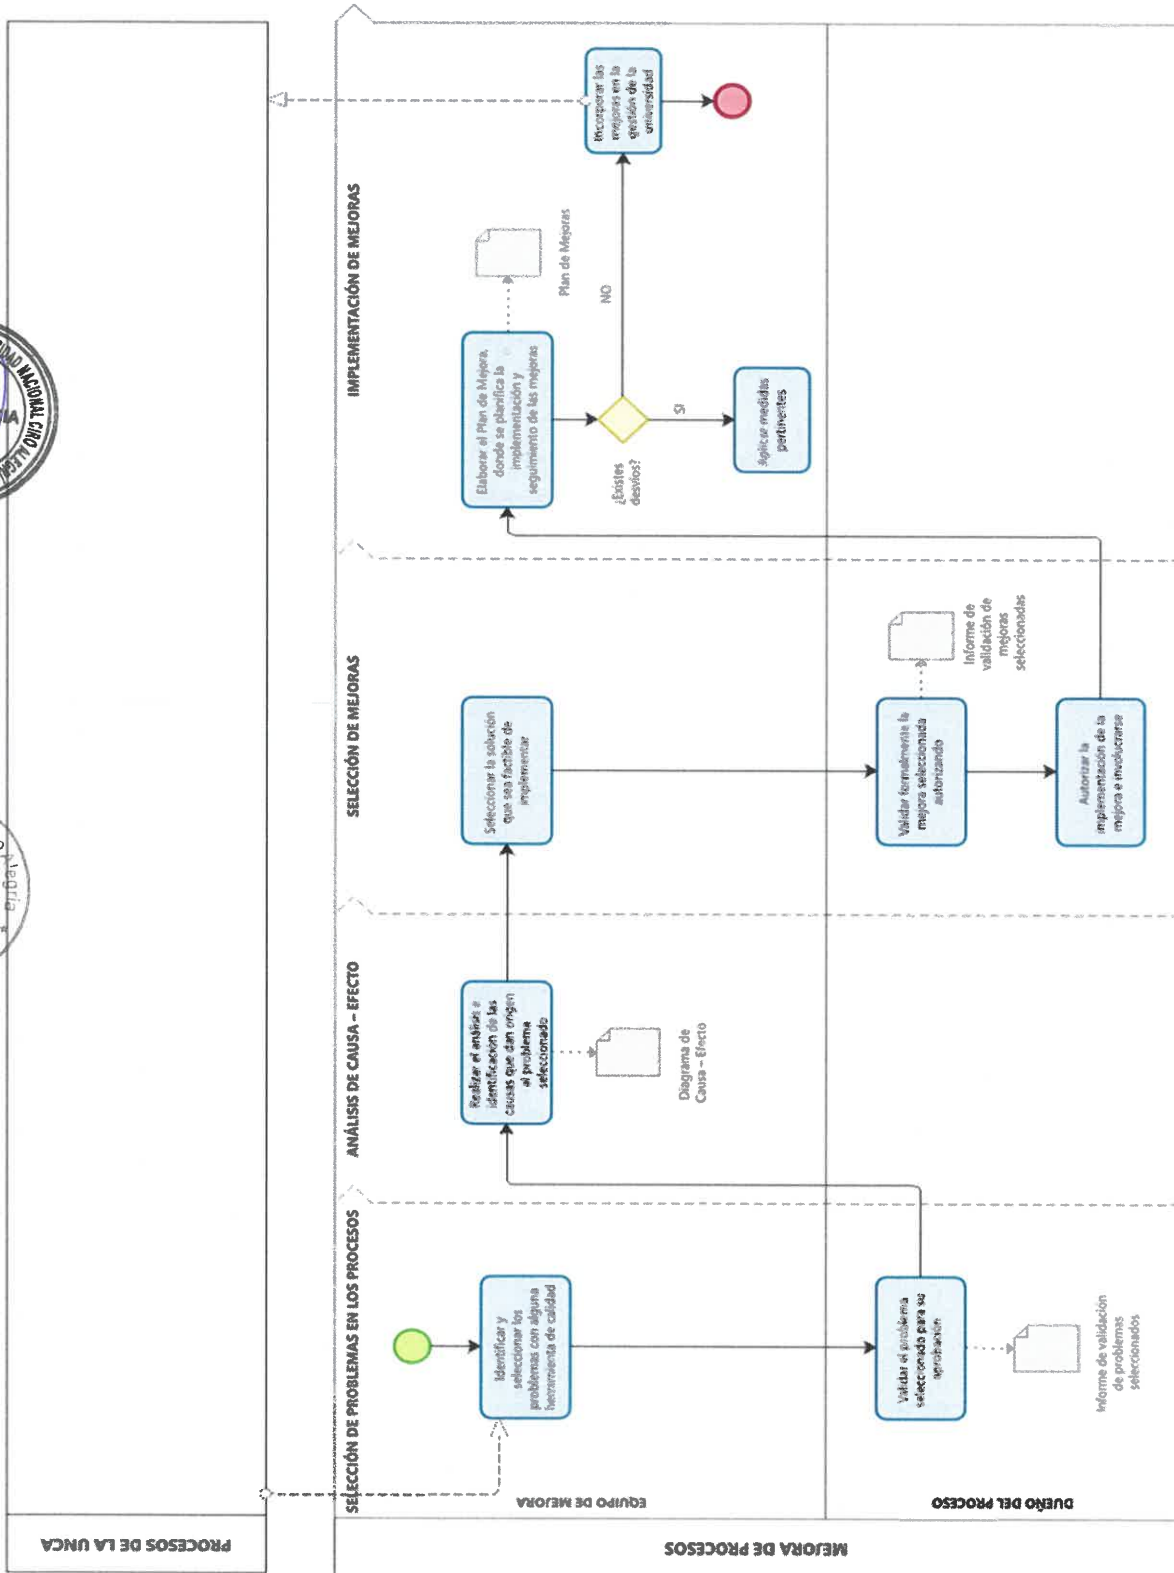 PROCESOS DE LA UNCA
NACIONAL CIRO ALEGRÍA
MEJORA DE PROCESOS
EQUIPO DE MEJORA
DUEÑO DEL PROCESO
SELECCIÓN DE PROBLEMAS EN LOS PROCESOS
Identificar y
seleccionar los
problemas con alguna
herramienta de calidad
Validar el problema
seleccionado para su
aprobación
Informe de validación
de problemas
seleccionados
ANÁLISIS DE CAUSA – EFECTO
Realizar el análisis e
identificación de las
causas que dan origen
al problema
seleccionado
Diagrama de
Causa – Efecto
SELECCIÓN DE MEJORAS
Seleccionar la solución
que sea factible de
implementar
Validar formalmente la
mejora seleccionada
autorizando
Informe de
validación de
mejoras
seleccionadas
Autorizar la
implementación de la
mejora e involucrarse
IMPLEMENTACIÓN DE MEJORAS
Elaborar el Plan de Mejora,
donde se planifica la
implementación y
seguimiento de las mejoras
Plan de Mejoras
¿Existes
desvíos?
SI
NO
Aplicar medidas
pertinentes
Incorporar las
mejoras en la
gestión de la
universidad